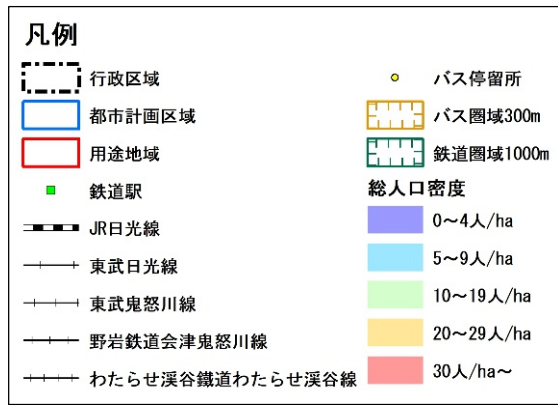 凡例
行政区域
都市計画区域
用途地域
鉄道駅
JR日光線
東武日光線
東武鬼怒川線
野岩鉄道会津鬼怒川線
わたらせ渓谷鐵道わたらせ渓谷線
バス停留所
バス圏域300m
鉄道圏域1000m
総人口密度
0～4人/ha
5～9人/ha
10～19人/ha
20～29人/ha
30人/ha～